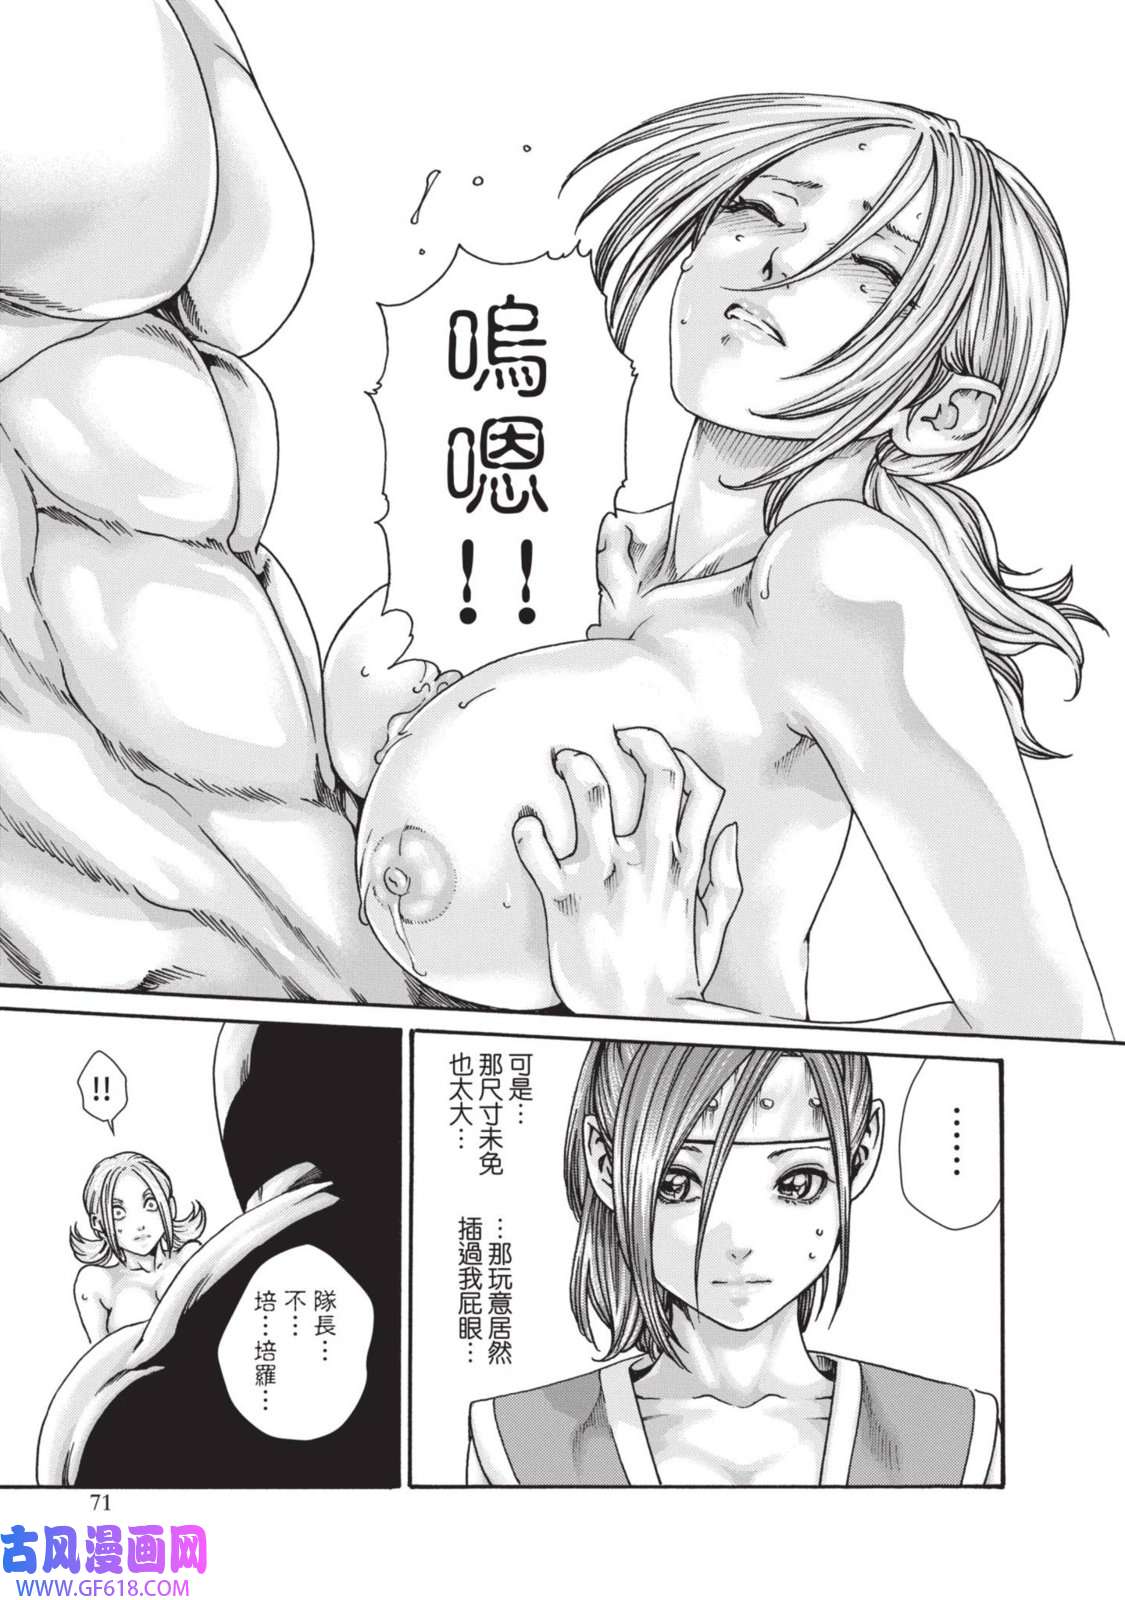 嗚嗯!!
……
可是…
那尺寸未免
也太大…
…那玩意居然
插過我屁眼…
!!
隊長…
不…
培…培羅…
71
古风漫画网
WWW.GF618.COM